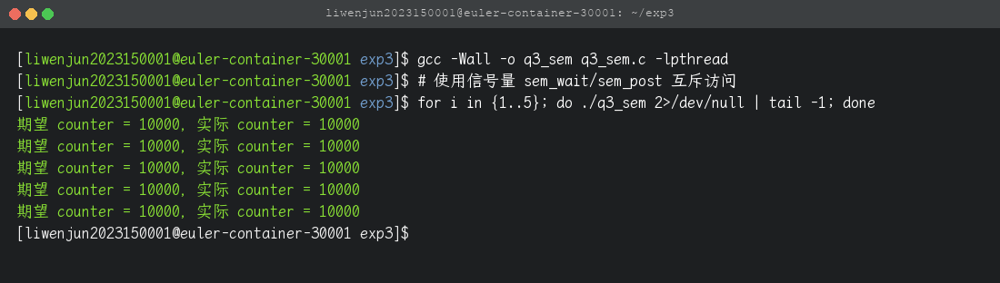 liwenjun2023150001@euler-container-30001: ~/exp3
[liwenjun2023150001@euler-container-30001 exp3]$ gcc -Wall -o q3_sem q3_sem.c -lpthread
[liwenjun2023150001@euler-container-30001 exp3]$ # 使用信号量 sem_wait/sem_post 互斥访问
[liwenjun2023150001@euler-container-30001 exp3]$ for i in {1..5}; do ./q3_sem 2>/dev/null | tail -1; done
期望 counter = 10000, 实际 counter = 10000
期望 counter = 10000, 实际 counter = 10000
期望 counter = 10000, 实际 counter = 10000
期望 counter = 10000, 实际 counter = 10000
期望 counter = 10000, 实际 counter = 10000
[liwenjun2023150001@euler-container-30001 exp3]$